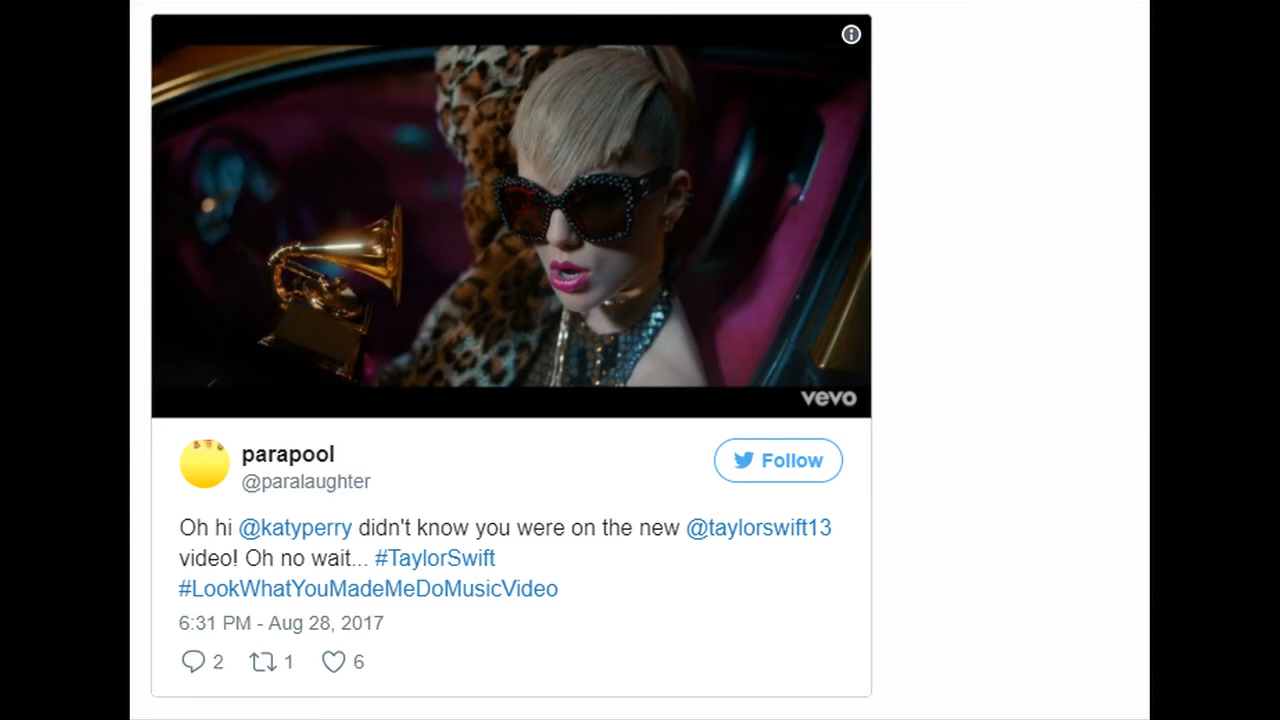 vevo
parapool
@paralaughter
Follow
Oh hi @katyperry didn't know you were on the new @taylorswift13
video! Oh no wait... #TaylorSwift
#LookWhatYouMadeMeDoMusicVideo
6:31 PM - Aug 28, 2017
2 1 6